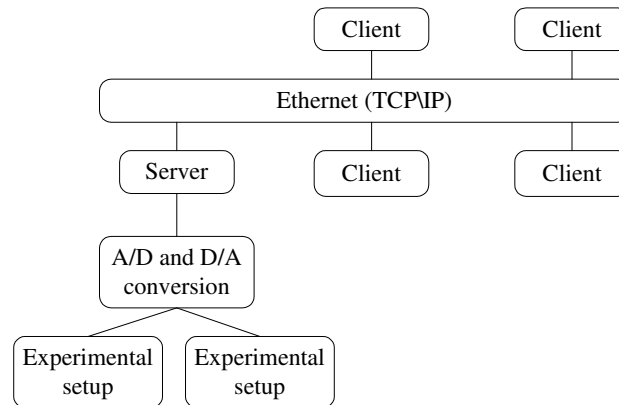 Client
Client
Ethernet (TCP\IP)
Server
Client
Client
A/D and D/A
conversion
Experimental
setup
Experimental
setup